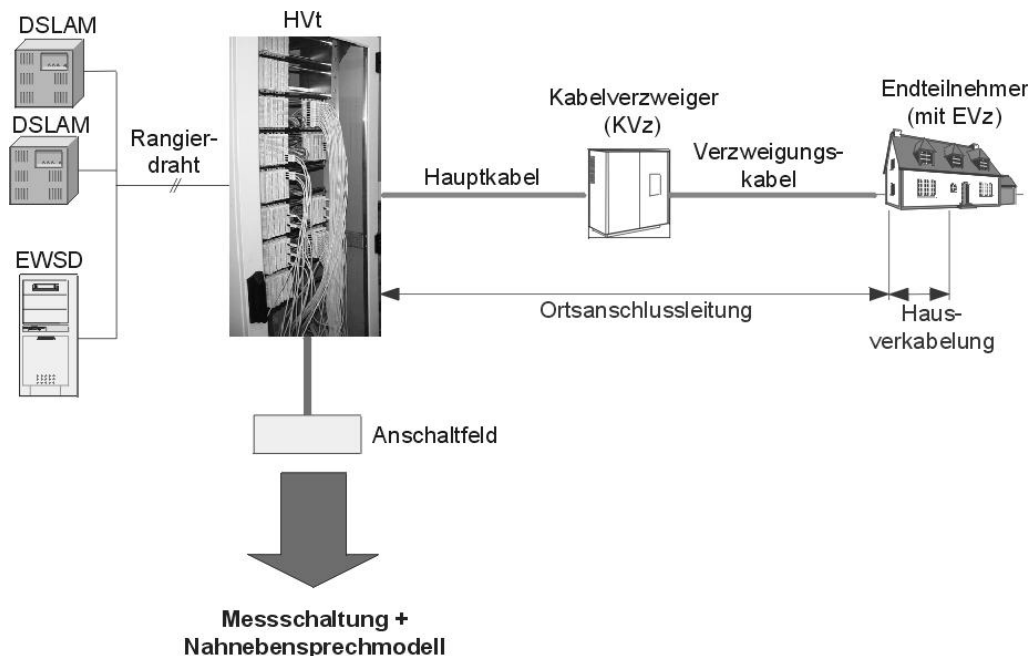 DSLAM
HVt
DSLAM
Rangier-
draht
EWSD
Hauptkabel
Kabelverzweiger
(KVz)
Verzweigungs-
kabel
Endteilnehmer
(mit EVz)
Ortsanschlussleitung
Haus-
verkabelung
Anschaltfeld
Messschaltung +
Nahnebensprechmodell